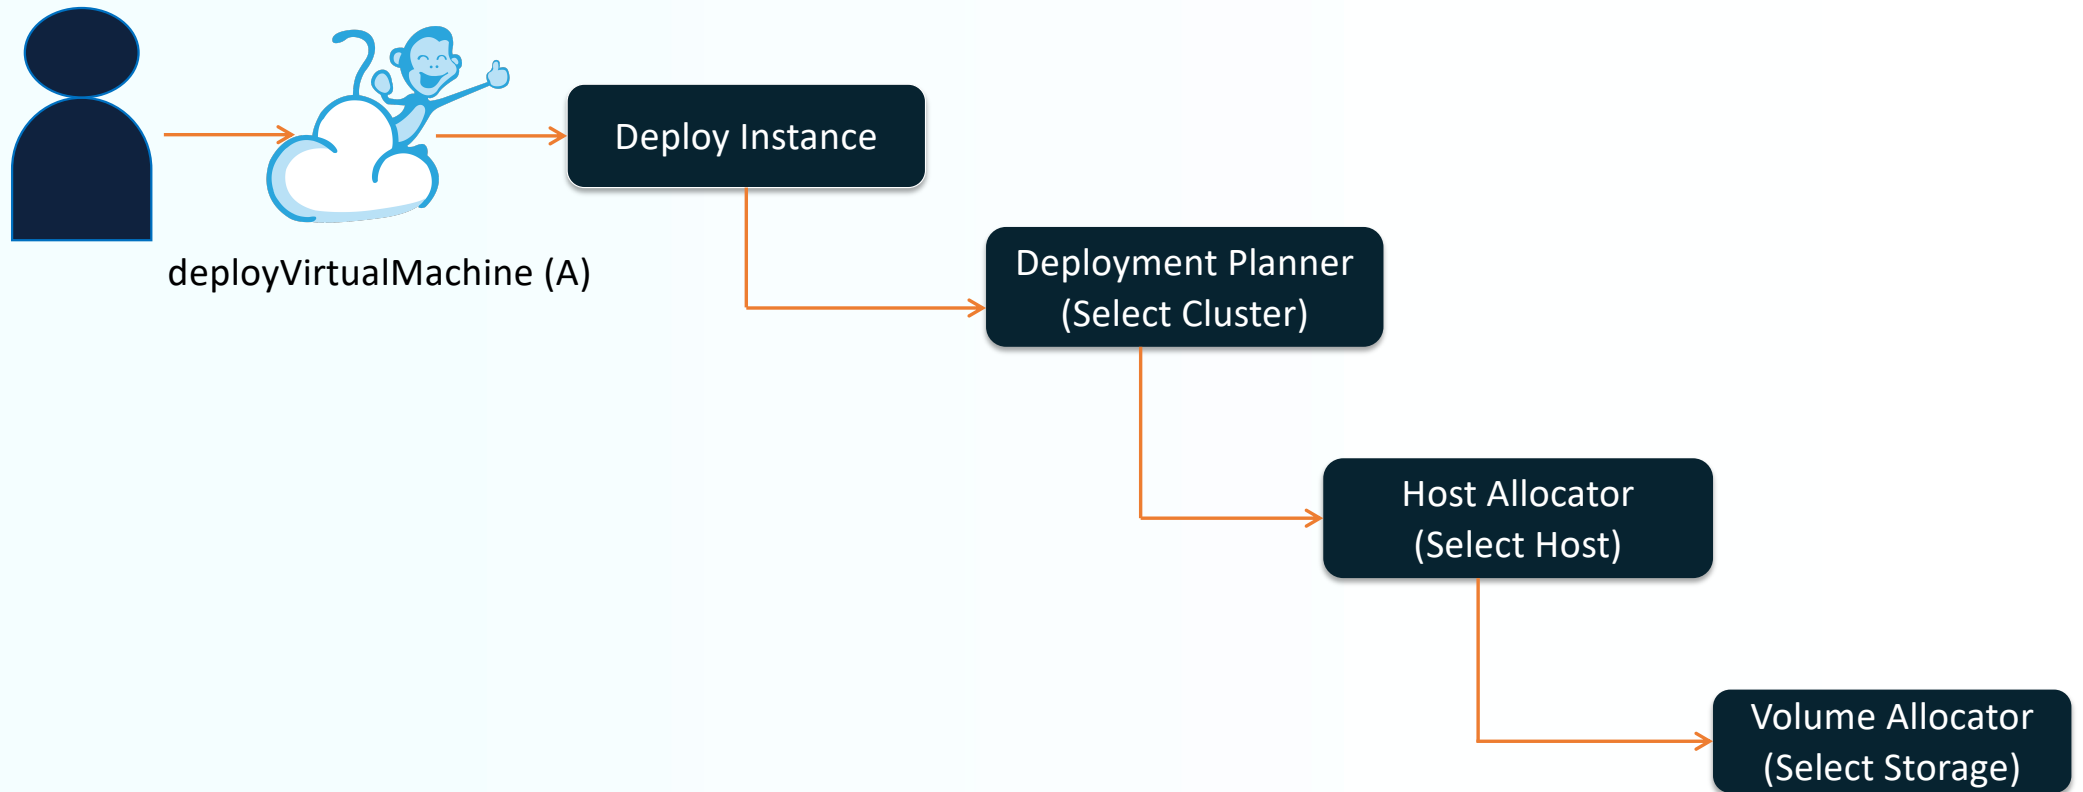 Deploy Instance
deployVirtualMachine (A)
Deployment Planner
(Select Cluster)
Host Allocator
(Select Host)
Volume Allocator
(Select Storage)